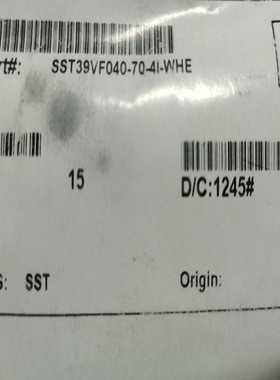 rt#: SST39VF040-70-4I-WHE
15
D/C:1245#
G: SST
Origin: